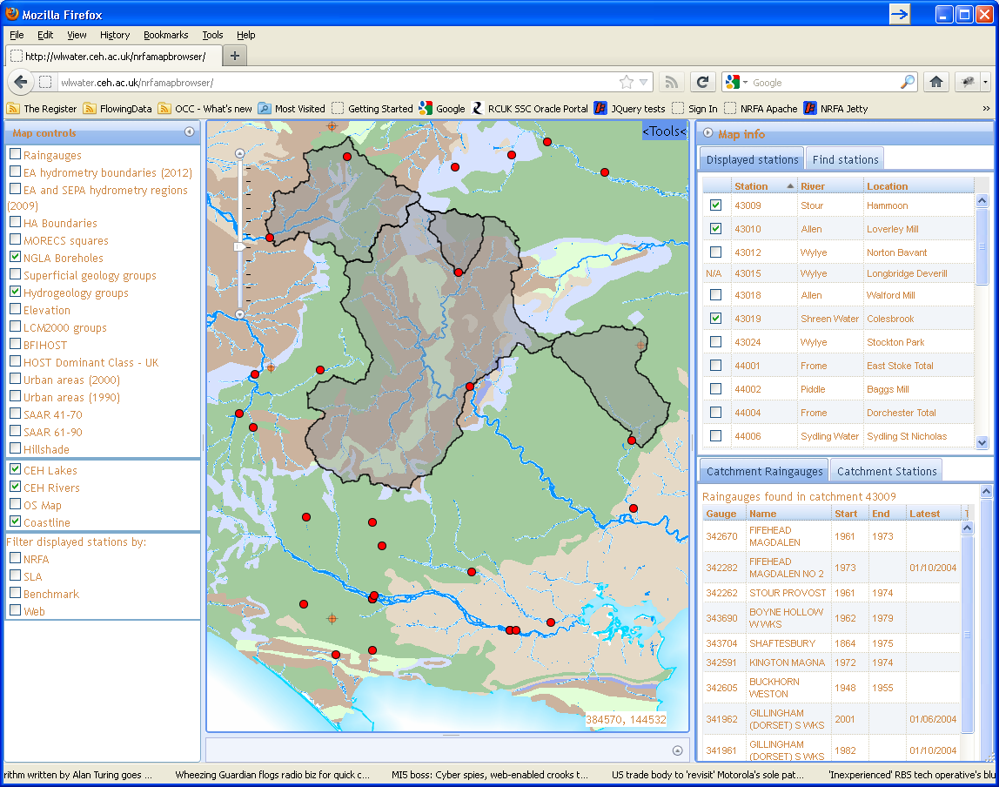 Mozilla Firefox
File Edit View History Bookmarks Tools Help
http://wlwater.ceh.ac.uk/nrfamapbrowser/
wlwater.ceh.ac.uk/nrfamapbrowser/
Google
The Register FlowingData OCC - What's new Most Visited Getting Started Google RCUK SSC Oracle Portal JQuery tests Sign In NRFA Apache NRFA Jetty »
Map controls
Raingauges
EA hydrometry boundaries (2012)
EA and SEPA hydrometry regions
(2009)
HA Boundaries
MORECS squares
NGLA Boreholes
Superficial geology groups
Hydrogeology groups
Elevation
LCM2000 groups
BFIHOST
HOST Dominant Class - UK
Urban areas (2000)
Urban areas (1990)
SAAR 41-70
SAAR 61-90
Hillshade
CEH Lakes
CEH Rivers
OS Map
Coastline
Filter displayed stations by:
NRFA
SLA
Benchmark
Web
<Tools<
384570, 144532
Map info
Displayed stations Find stations
Station River Location
43009 Stour Hammoon
43010 Allen Loverley Mill
43012 Wylye Norton Bavant
N/A 43015 Wylye Longbridge Deverill
43018 Allen Walford Mill
43019 Shreen Water Colesbrook
43024 Wylye Stockton Park
44001 Frome East Stoke Total
44002 Piddle Baggs Mill
44004 Frome Dorchester Total
44006 Sydling Water Sydling St Nicholas
Catchment Raingauges Catchment Stations
Raingauges found in catchment 43009
Gauge Name Start End Latest
342670 FIFEHEAD MAGDALEN 1961 1973
342282 FIFEHEAD MAGDALEN NO 2 1973 01/10/2004
342262 STOUR PROVOST 1961 1974
343690 BOYNE HOLLOW W WKS 1962 1979
343704 SHAFTESBURY 1864 1975
342591 KINGTON MAGNA 1972 1974
342605 BUCKHORN WESTON 1948 1955
341962 GILLINGHAM (DORSET) S WKS 2001 01/06/2004
341961 GILLINGHAM (DORSET) S WKS 1982 01/10/2004
rithm written by Alan Turing goes ... Wheezing Guardian flogs radio biz for quick c... MI5 boss: Cyber spies, web-enabled crooks t... US trade body to 'revisit' Motorola's sole pat... 'Inexperienced' RBS tech operative's blu